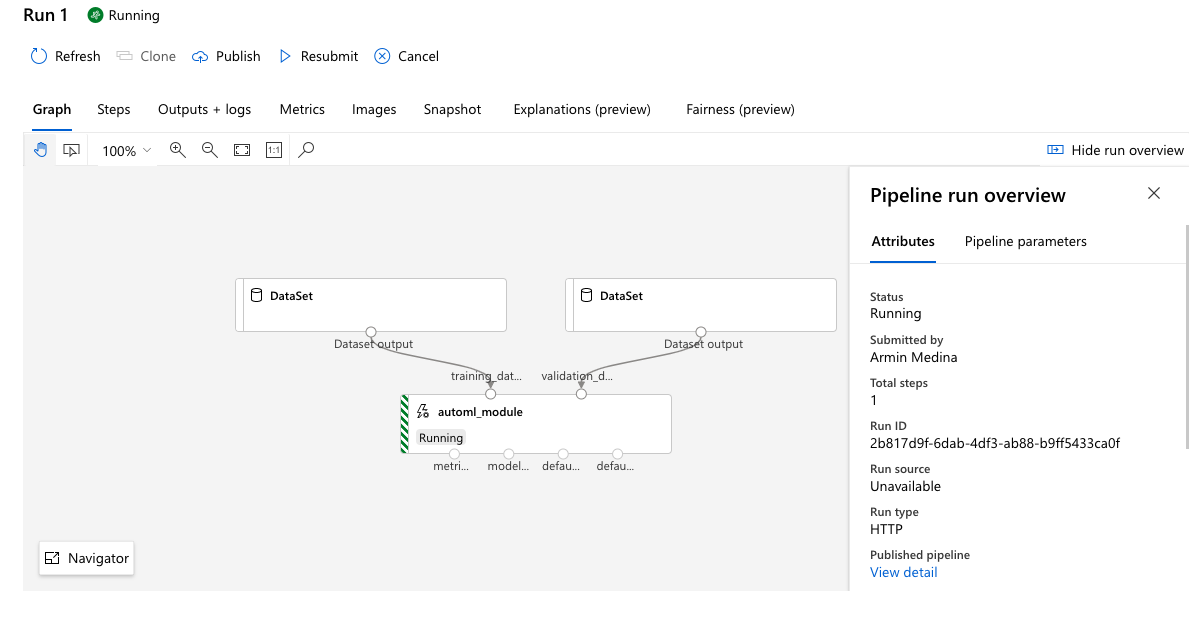 Run 1 Running
Refresh Clone Publish Resubmit Cancel
Graph Steps Outputs + logs Metrics Images Snapshot Explanations (preview) Fairness (preview)
100% 1:1 Hide run overview
DataSet DataSet
Dataset output Dataset output
training_dat... validation_d...
automl_module
Running
metri... model... defau... defau...
Navigator
Pipeline run overview
Attributes Pipeline parameters
Status
Running
Submitted by
Armin Medina
Total steps
1
Run ID
2b817d9f-6dab-4df3-ab88-b9ff5433ca0f
Run source
Unavailable
Run type
HTTP
Published pipeline
View detail